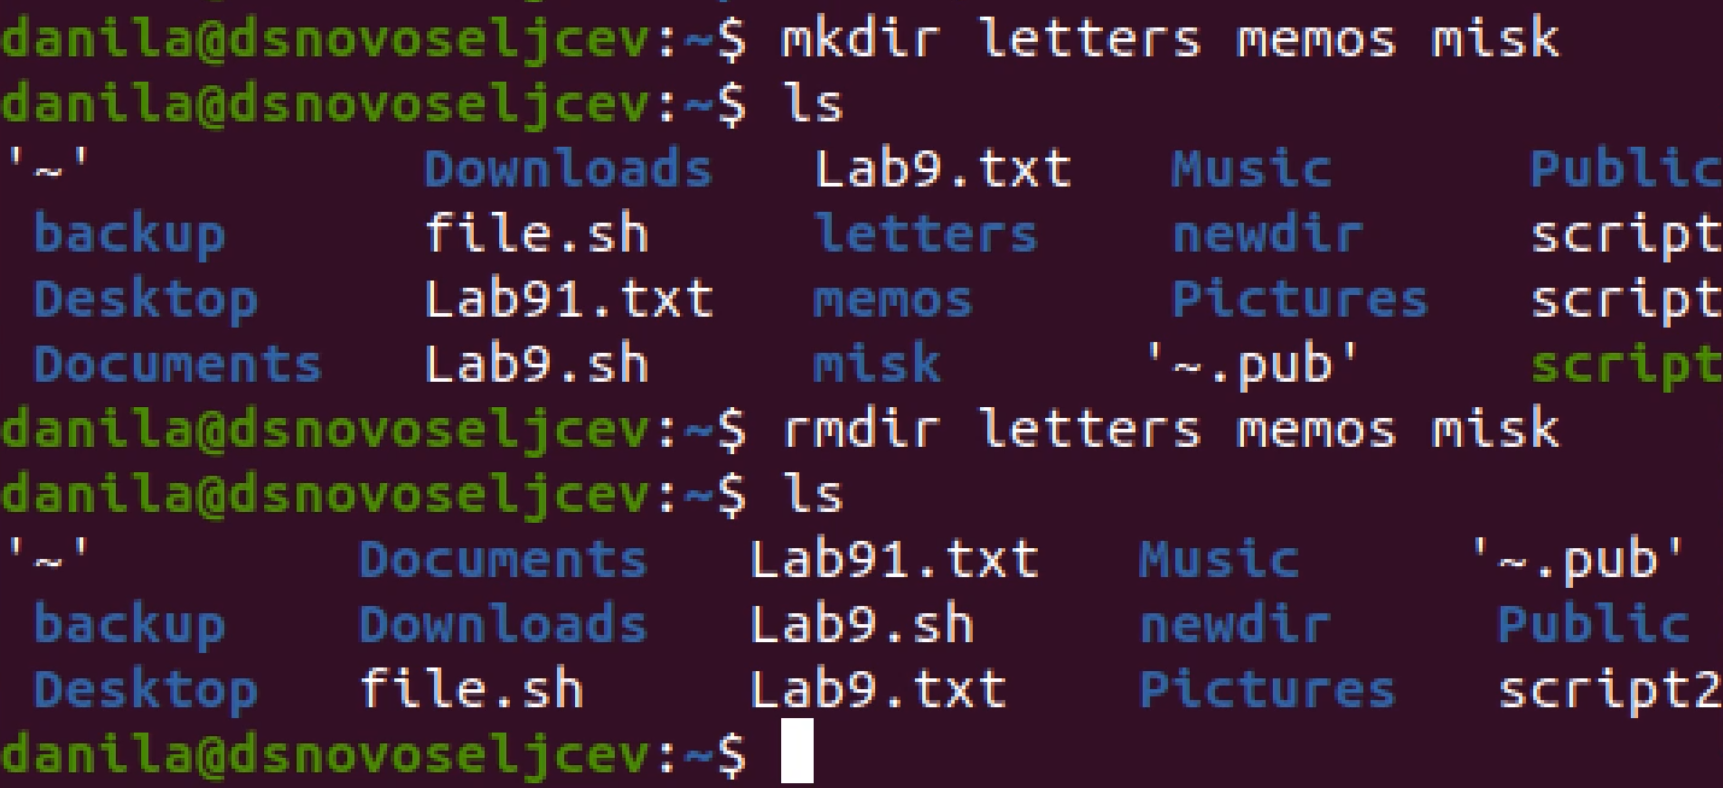 danila@dsnovoseljcev:~$ mkdir letters memos misk
danila@dsnovoseljcev:~$ ls
'~' Downloads Lab9.txt Music Public
backup file.sh letters newdir script
Desktop Lab91.txt memos Pictures script
Documents Lab9.sh misk '~.pub' script
danila@dsnovoseljcev:~$ rmdir letters memos misk
danila@dsnovoseljcev:~$ ls
'~' Documents Lab91.txt Music '~.pub'
backup Downloads Lab9.sh newdir Public
Desktop file.sh Lab9.txt Pictures script2
danila@dsnovoseljcev:~$